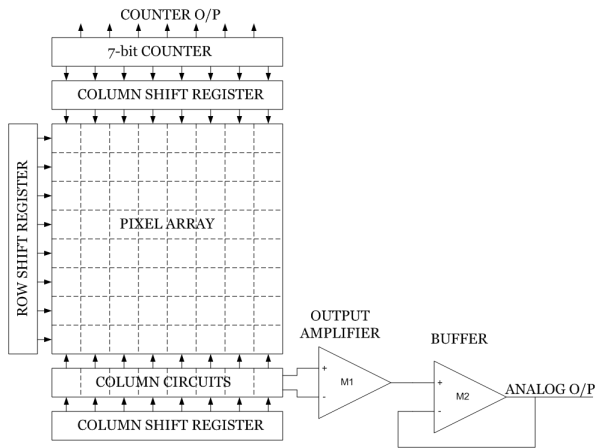 COUNTER O/P
7-bit COUNTER
COLUMN SHIFT REGISTER
ROW SHIFT REGISTER
PIXEL ARRAY
OUTPUT
AMPLIFIER
BUFFER
+
M1
-
+
M2
-
ANALOG O/P
COLUMN CIRCUITS
COLUMN SHIFT REGISTER